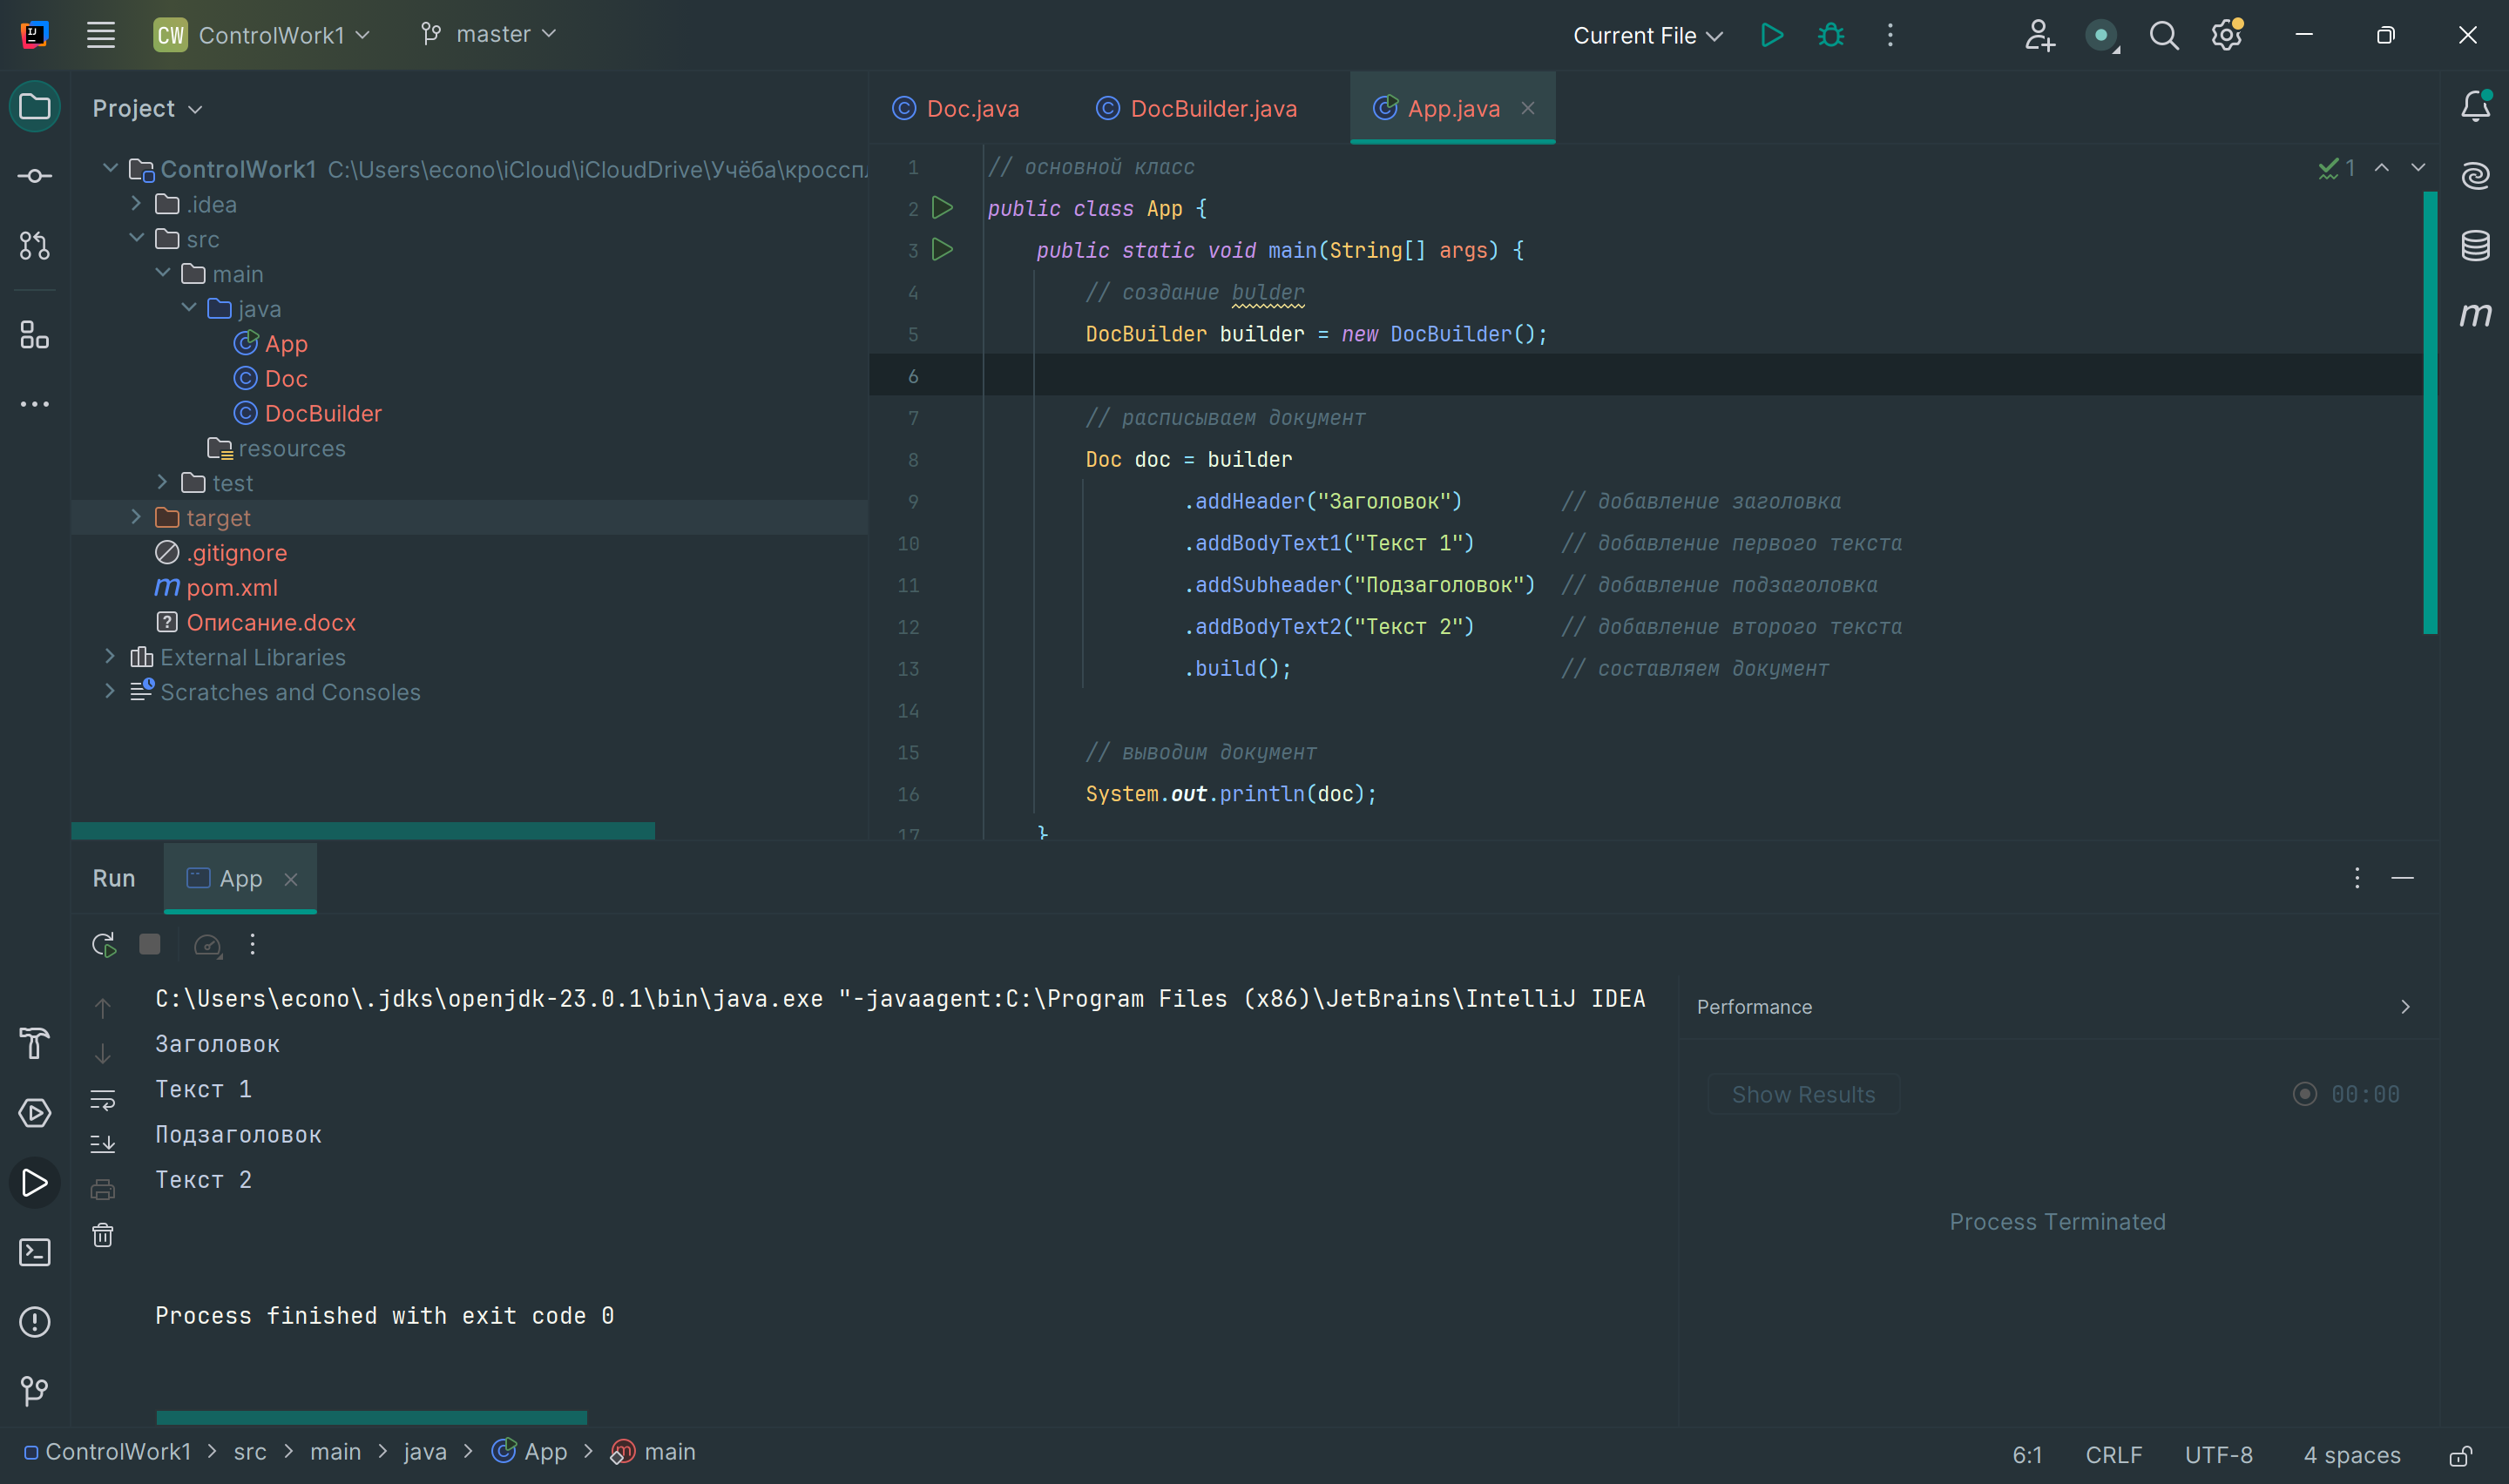 CW ControlWork1 master Current File
Project
ControlWork1 C:\Users\econo\iCloud\iCloudDrive\Учёба\кроссп
.idea
src
main
java
App
Doc
DocBuilder
resources
test
target
.gitignore
m pom.xml
Описание.docx
External Libraries
Scratches and Consoles
Doc.java DocBuilder.java App.java
1 // основной класс
2 public class App {
3 public static void main(String[] args) {
4 // создание bulder
5 DocBuilder builder = new DocBuilder();
6
7 // расписываем документ
8 Doc doc = builder
9 .addHeader("Заголовок") // добавление заголовка
10 .addBodyText1("Текст 1") // добавление первого текста
11 .addSubheader("Подзаголовок") // добавление подзаголовка
12 .addBodyText2("Текст 2") // добавление второго текста
13 .build(); // составляем документ
14
15 // выводим документ
16 System.out.println(doc);
17 }
1
m
Run App
C:\Users\econo\.jdks\openjdk-23.0.1\bin\java.exe "-javaagent:C:\Program Files (x86)\JetBrains\IntelliJ IDEA
Заголовок
Текст 1
Подзаголовок
Текст 2
Process finished with exit code 0
Performance
Show Results 00:00
Process Terminated
ControlWork1 > src > main > java > App > main
6:1 CRLF UTF-8 4 spaces